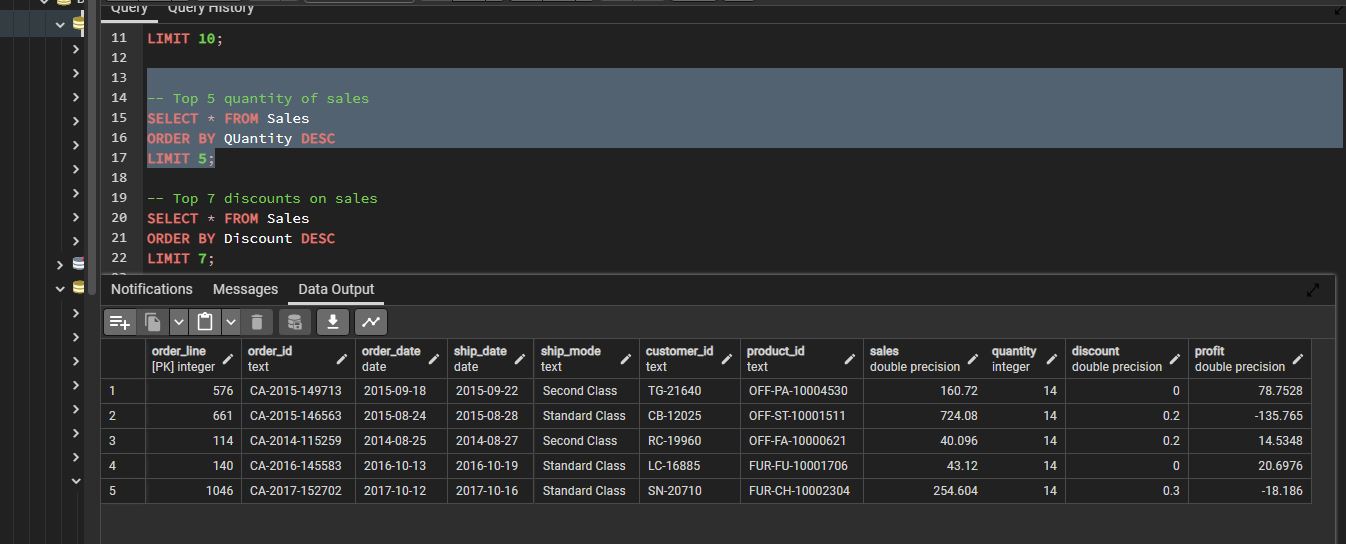 Query Query History
11 LIMIT 10;
12
13
14 -- Top 5 quantity of sales
15 SELECT * FROM Sales
16 ORDER BY QUantity DESC
17 LIMIT 5;
18
19 -- Top 7 discounts on sales
20 SELECT * FROM Sales
21 ORDER BY Discount DESC
22 LIMIT 7;
Notifications Messages Data Output
order_line order_id order_date ship_date ship_mode customer_id product_id sales quantity discount profit
[PK] integer text date date text text text double precision integer double precision double precision
1 576 CA-2015-149713 2015-09-18 2015-09-22 Second Class TG-21640 OFF-PA-10004530 160.72 14 0 78.7528
2 661 CA-2015-146563 2015-08-24 2015-08-28 Standard Class CB-12025 OFF-ST-10001511 724.08 14 0.2 -135.765
3 114 CA-2014-115259 2014-08-25 2014-08-27 Second Class RC-19960 OFF-FA-10000621 40.096 14 0.2 14.5348
4 140 CA-2016-145583 2016-10-13 2016-10-19 Standard Class LC-16885 FUR-FU-10001706 43.12 14 0 20.6976
5 1046 CA-2017-152702 2017-10-12 2017-10-16 Standard Class SN-20710 FUR-CH-10002304 254.604 14 0.3 -18.186